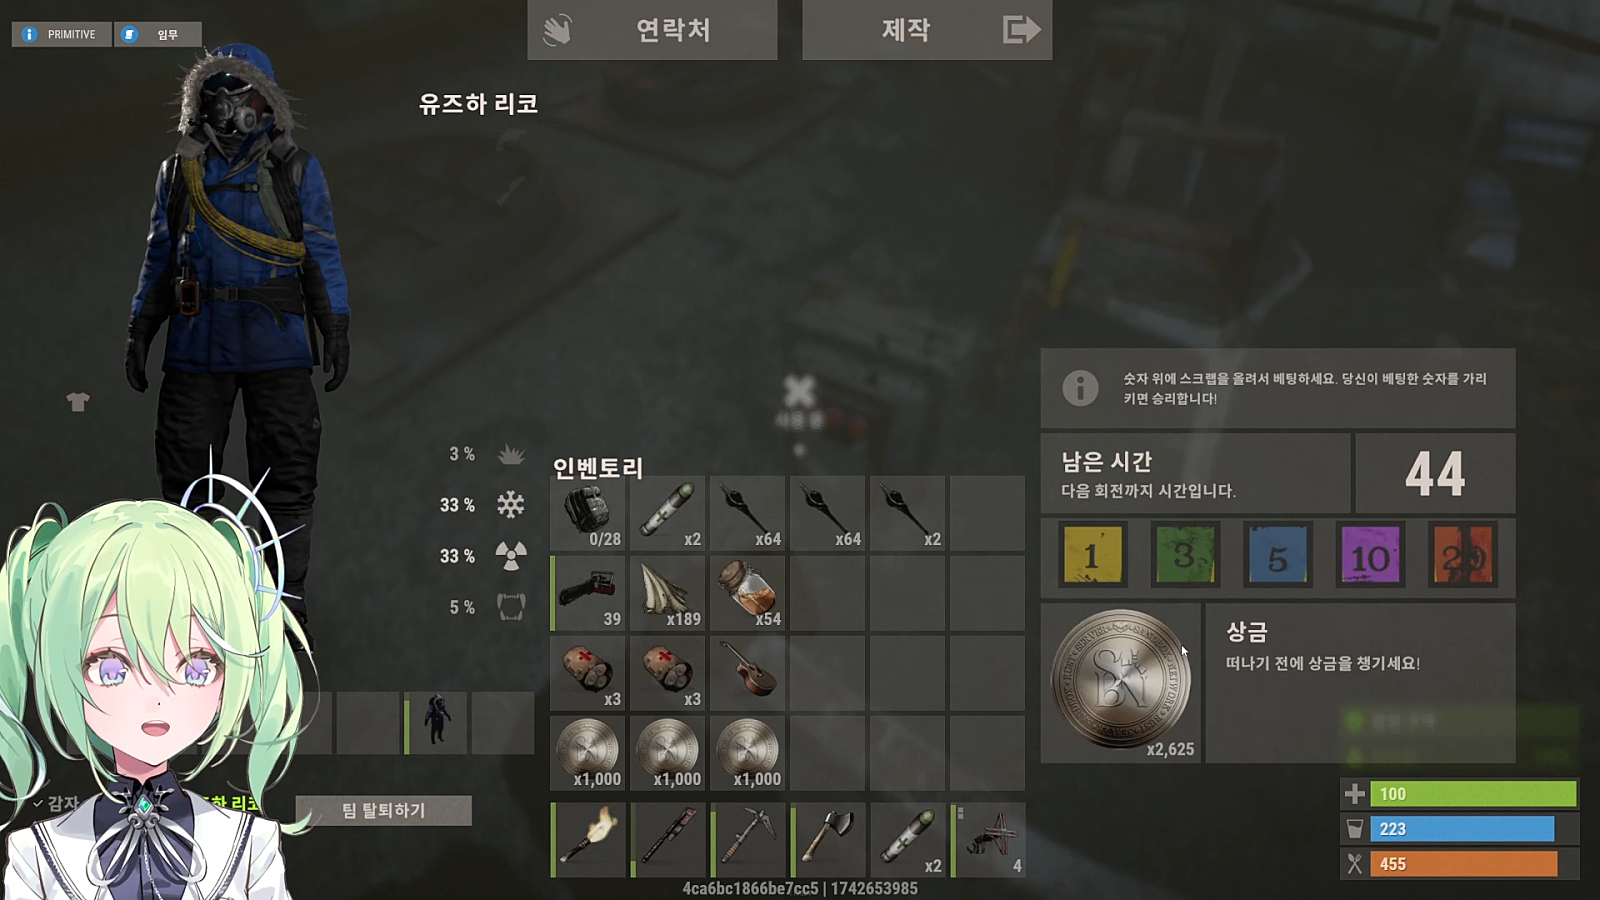 PRIMITIVE
임무
연락처
제작
유즈하 리코
숫자 위에 스크랩을 올려서 베팅하세요. 당신이 베팅한 숫자를 가리
키면 승리합니다!
남은 시간
다음 회전까지 시간입니다.
44
1
3
5
10
20
상금
떠나기 전에 상금을 챙기세요!
x2,625
3 %
33 %
33 %
5 %
인벤토리
0/28
x2
x64
x64
x2
39
x189
x54
x3
x3
x1,000
x1,000
x1,000
x2
4
감자
리코
팀 탈퇴하기
100
223
455
4ca6bc1866be7cc5 | 1742653985